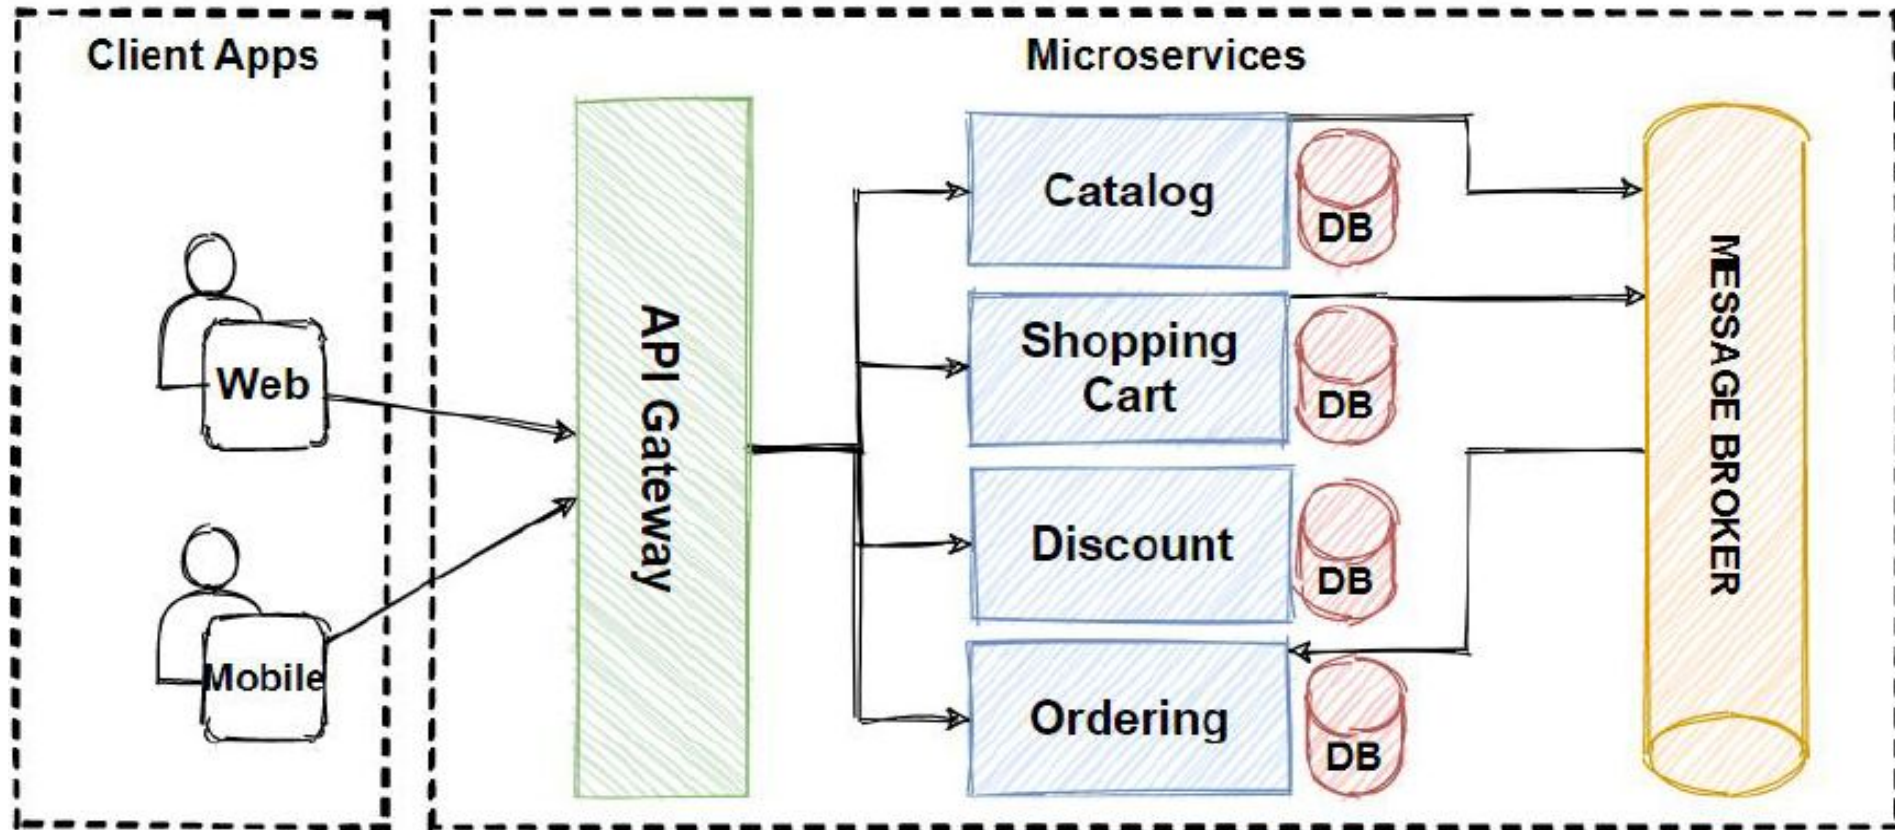 Client Apps
Microservices
Web
Mobile
API Gateway
Catalog
DB
Shopping
Cart
DB
Discount
DB
Ordering
DB
MESSAGE BROKER